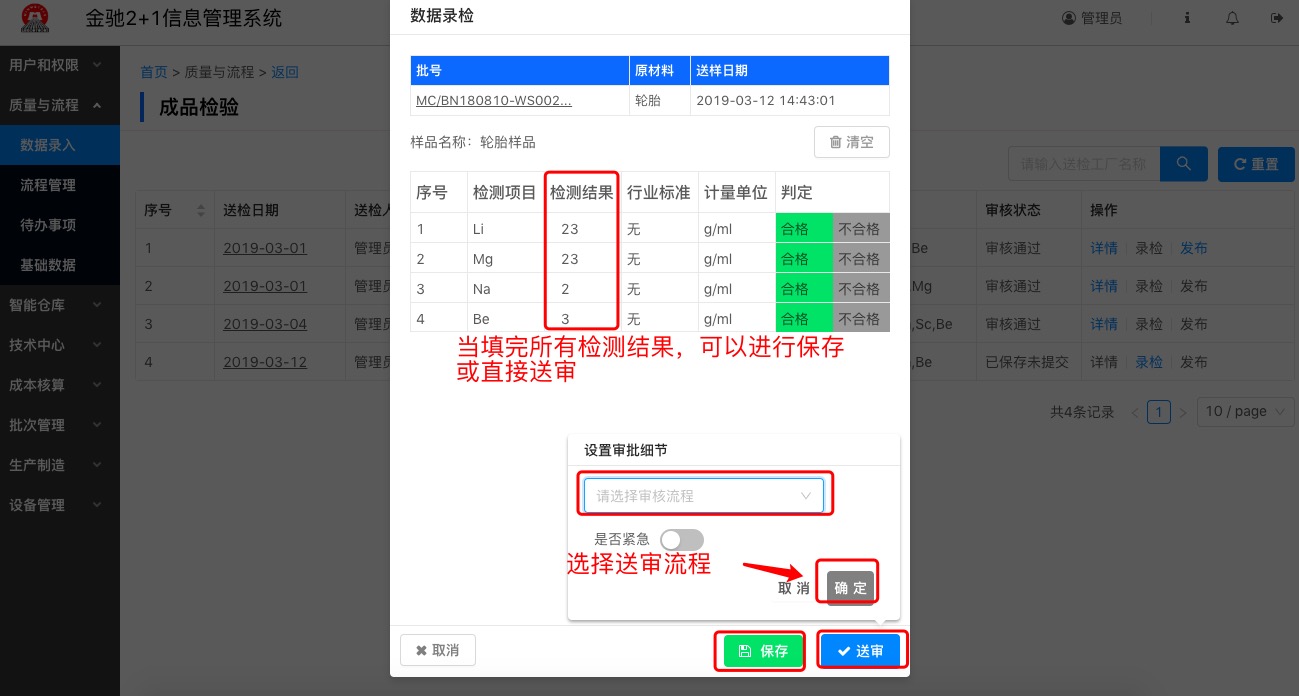 金驰2+1信息管理系统
管理员
用户和权限
质量与流程
数据录入
流程管理
待办事项
基础数据
智能仓库
技术中心
成本核算
批次管理
生产制造
设备管理
首页 > 质量与流程 > 返回
成品检验
请输入送检工厂名称
重置
序号 送检日期 送检人 审核状态 操作
1 2019-03-01 管理员 Be 审核通过 详情 录检 发布
2 2019-03-01 管理员 Mg 审核通过 详情 录检 发布
3 2019-03-04 管理员 ,Sc,Be 审核通过 详情 录检 发布
4 2019-03-12 管理员 ,Be 已保存未提交 详情 录检 发布
共4条记录 < 1 > 10 / page
数据录检
批号 原材料 送样日期
MC/BN180810-WS002... 轮胎 2019-03-12 14:43:01
样品名称: 轮胎样品
清空
序号 检测项目 检测结果 行业标准 计量单位 判定
1 Li 23 无 g/ml 合格 不合格
2 Mg 23 无 g/ml 合格 不合格
3 Na 2 无 g/ml 合格 不合格
4 Be 3 无 g/ml 合格 不合格
当填完所有检测结果，可以进行保存
或直接送审
设置审批细节
请选择审核流程
是否紧急
选择送审流程
取 消 确 定
取消 保存 送审